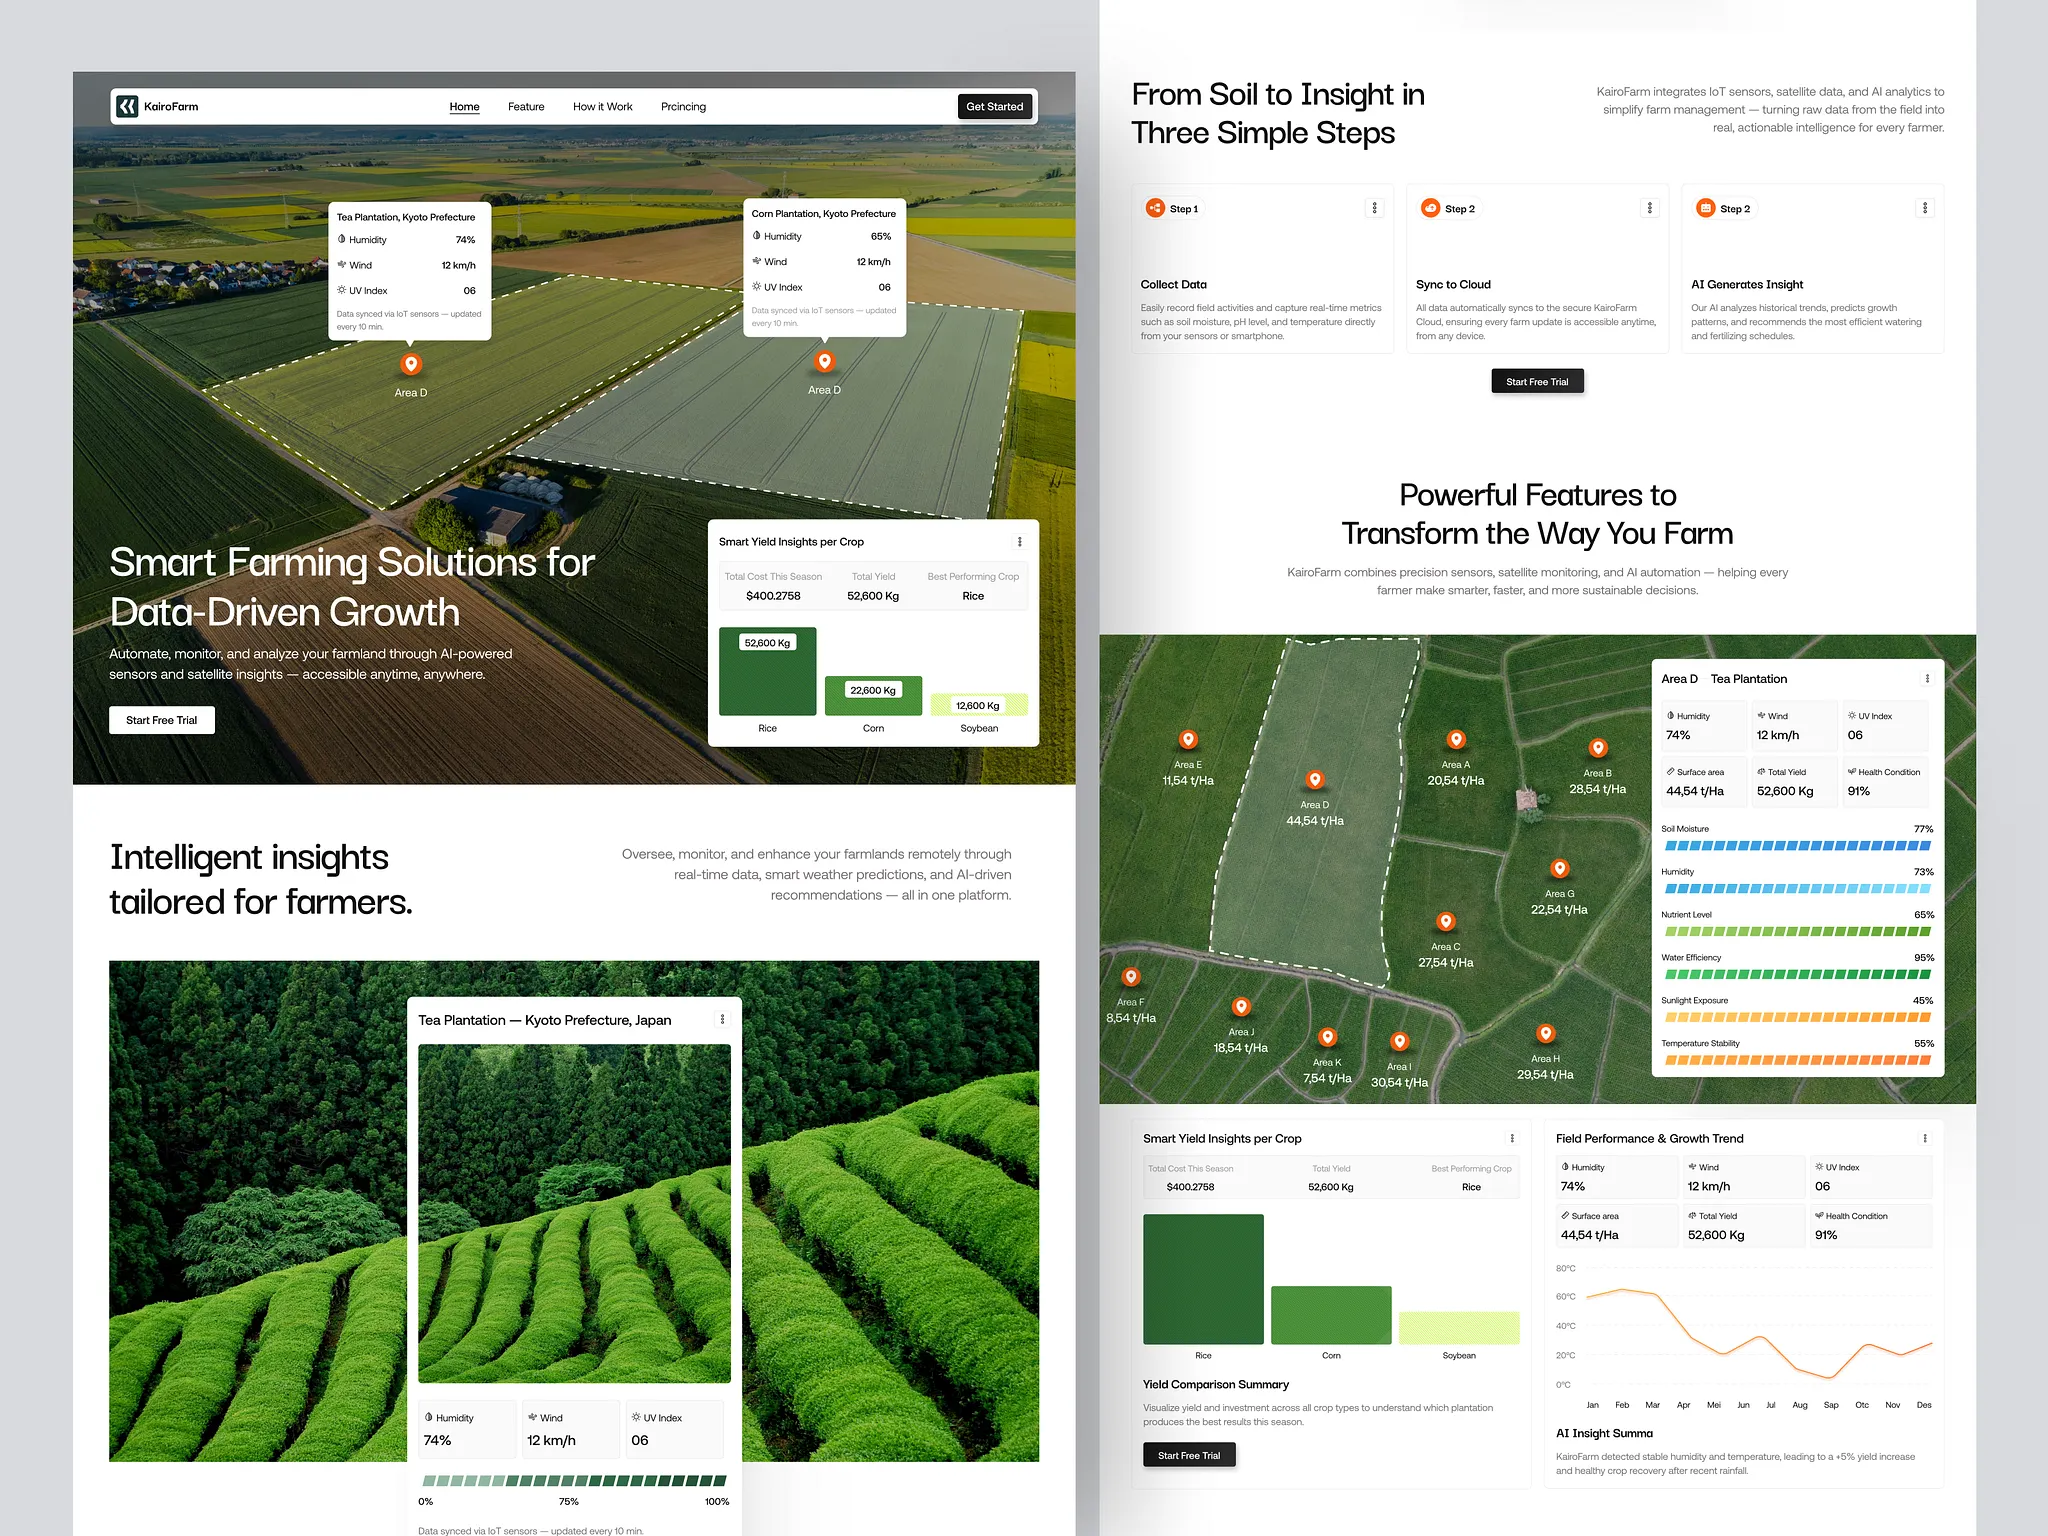 KairoFarm
Home
Feature
How it Work
Prcincing
Get Started
Tea Plantation, Kyoto Prefecture
Humidity 74%
Wind 12 km/h
UV Index 06
Data synced via IoT sensors — updated
every 10 min.
Area D
Corn Plantation, Kyoto Prefecture
Humidity 65%
Wind 12 km/h
UV Index 06
Data synced via IoT sensors — updated
every 10 min.
Area D
Smart Farming Solutions for
Data-Driven Growth
Automate, monitor, and analyze your farmland through AI-powered
sensors and satellite insights — accessible anytime, anywhere.
Start Free Trial
Smart Yield Insights per Crop
Total Cost This Season Total Yield Best Performing Crop
$400.2758 52,600 Kg Rice
52,600 Kg
22,600 Kg
12,600 Kg
Rice Corn Soybean
Intelligent insights
tailored for farmers.
Oversee, monitor, and enhance your farmlands remotely through
real-time data, smart weather predictions, and AI-driven
recommendations — all in one platform.
Tea Plantation — Kyoto Prefecture, Japan
Humidity Wind UV Index
74% 12 km/h 06
0% 75% 100%
Data synced via IoT sensors — updated every 10 min.
From Soil to Insight in
Three Simple Steps
KairoFarm integrates IoT sensors, satellite data, and AI analytics to
simplify farm management — turning raw data from the field into
real, actionable intelligence for every farmer.
Step 1
Collect Data
Easily record field activities and capture real-time metrics
such as soil moisture, pH level, and temperature directly
from your sensors or smartphone.
Step 2
Sync to Cloud
All data automatically syncs to the secure KairoFarm
Cloud, ensuring every farm update is accessible anytime,
from any device.
Step 2
AI Generates Insight
Our AI analyzes historical trends, predicts growth
patterns, and recommends the most efficient watering
and fertilizing schedules.
Start Free Trial
Powerful Features to
Transform the Way You Farm
KairoFarm combines precision sensors, satellite monitoring, and AI automation — helping every
farmer make smarter, faster, and more sustainable decisions.
Area E
11,54 t/Ha
Area D
44,54 t/Ha
Area A
20,54 t/Ha
Area B
28,54 t/Ha
Area G
22,54 t/Ha
Area C
27,54 t/Ha
Area F
8,54 t/Ha
Area J
18,54 t/Ha
Area K
7,54 t/Ha
Area I
30,54 t/Ha
Area H
29,54 t/Ha
Area D Tea Plantation
Humidity Wind UV Index
74% 12 km/h 06
Surface area Total Yield Health Condition
44,54 t/Ha 52,600 Kg 91%
Soil Moisture 77%
Humidity 73%
Nutrient Level 65%
Water Efficiency 95%
Sunlight Exposure 45%
Temperature Stability 55%
Smart Yield Insights per Crop
Total Cost This Season Total Yield Best Performing Crop
$400.2758 52,600 Kg Rice
Rice Corn Soybean
Yield Comparison Summary
Visualize yield and investment across all crop types to understand which plantation
produces the best results this season.
Start Free Trial
Field Performance & Growth Trend
Humidity Wind UV Index
74% 12 km/h 06
Surface area Total Yield Health Condition
44,54 t/Ha 52,600 Kg 91%
80°C
60°C
40°C
20°C
0°C
Jan Feb Mar Apr Mei Jun Jul Aug Sap Otc Nov Des
AI Insight Summa
KairoFarm detected stable humidity and temperature, leading to a +5% yield increase
and healthy crop recovery after recent rainfall.